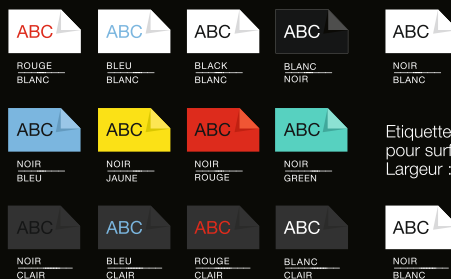 ABC ABC ABC ABC ABC
ROUGE BLEU BLACK BLANC NOIR
BLANC BLANC BLANC NOIR BLANC
ABC ABC ABC ABC
NOIR NOIR NOIR NOIR
BLEU JAUNE ROUGE GREEN
Etiquette
pour surf
Largeur :
ABC ABC ABC ABC ABC
NOIR BLEU ROUGE BLANC NOIR
CLAIR CLAIR CLAIR CLAIR BLANC